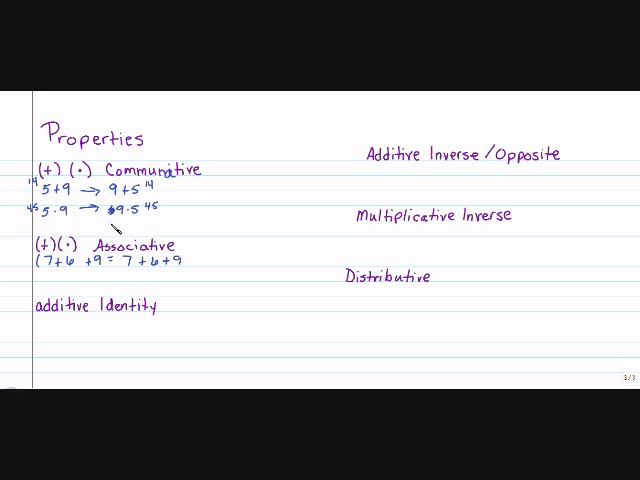 Properties
(+) (·) Communative
14 5+9 → 9+5 14
45 5·9 → 9·5 45
(+)(·) Associative
(7+6 +9 = 7+6+9
additive Identity
Additive Inverse/Opposite
Multiplicative Inverse
Distributive
3/3